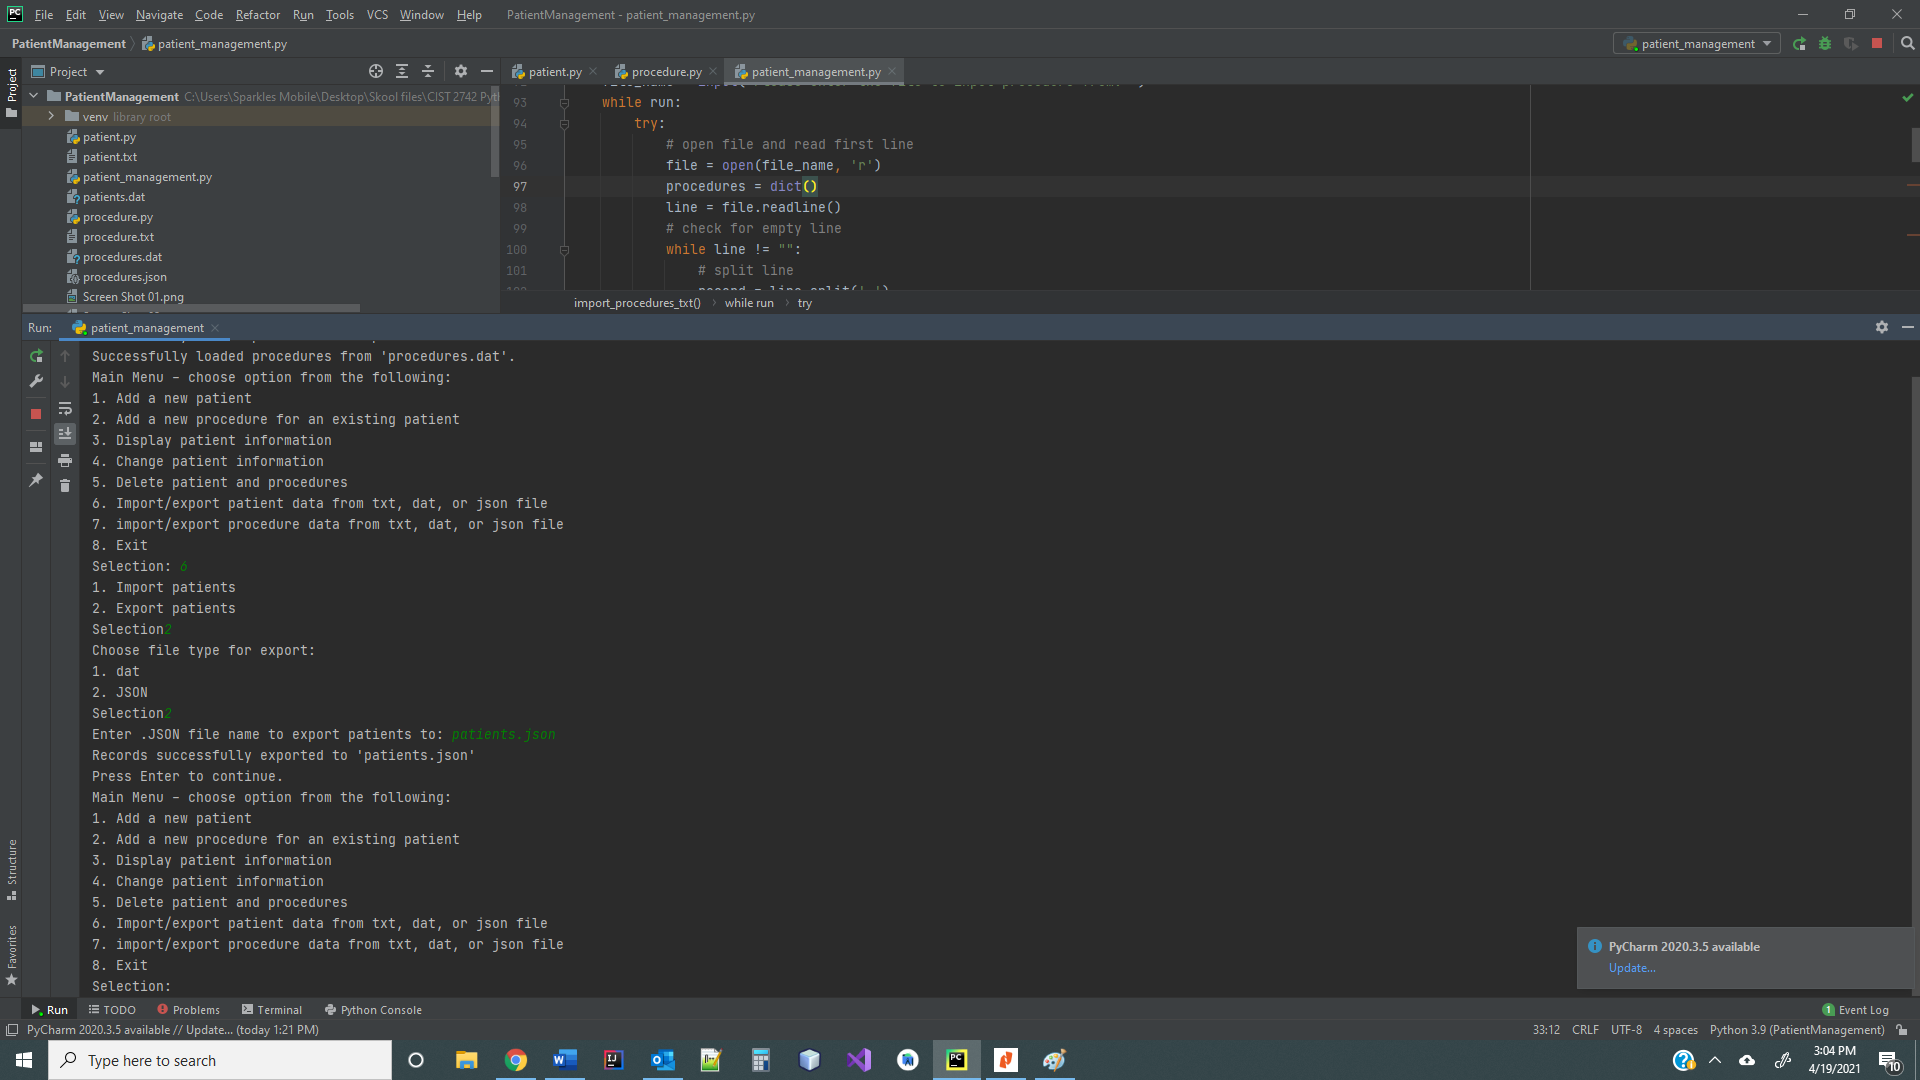 File Edit View Navigate Code Refactor Run Tools VCS Window Help PatientManagement - patient_management.py
PatientManagement patient_management.py patient_management
Project
Project
patient.py procedure.py patient_management.py
PatientManagement C:\Users\Sparkles Mobile\Desktop\Skool files\CIST 2742 Pyt
venv library root
patient.py
patient.txt
patient_management.py
patients.dat
procedure.py
procedure.txt
procedures.dat
procedures.json
Screen Shot 01.png
93 while run:
94 try:
95 # open file and read first line
96 file = open(file_name, 'r')
97 procedures = dict()
98 line = file.readline()
99 # check for empty line
100 while line != "":
101 # split line
import_procedures_txt() while run try
Run: patient_management
Successfully loaded procedures from 'procedures.dat'.
Main Menu - choose option from the following:
1. Add a new patient
2. Add a new procedure for an existing patient
3. Display patient information
4. Change patient information
5. Delete patient and procedures
6. Import/export patient data from txt, dat, or json file
7. import/export procedure data from txt, dat, or json file
8. Exit
Selection: 6
1. Import patients
2. Export patients
Selection2
Choose file type for export:
1. dat
2. JSON
Selection2
Enter .JSON file name to export patients to: patients.json
Records successfully exported to 'patients.json'
Press Enter to continue.
Main Menu - choose option from the following:
1. Add a new patient
2. Add a new procedure for an existing patient
3. Display patient information
4. Change patient information
5. Delete patient and procedures
6. Import/export patient data from txt, dat, or json file
7. import/export procedure data from txt, dat, or json file
8. Exit
Selection:
Structure
Favorites
PyCharm 2020.3.5 available
Update...
Run TODO Problems Terminal Python Console 1 Event Log
PyCharm 2020.3.5 available // Update... (today 1:21 PM) 33:12 CRLF UTF-8 4 spaces Python 3.9 (PatientManagement)
Type here to search
3:04 PM
4/19/2021
10